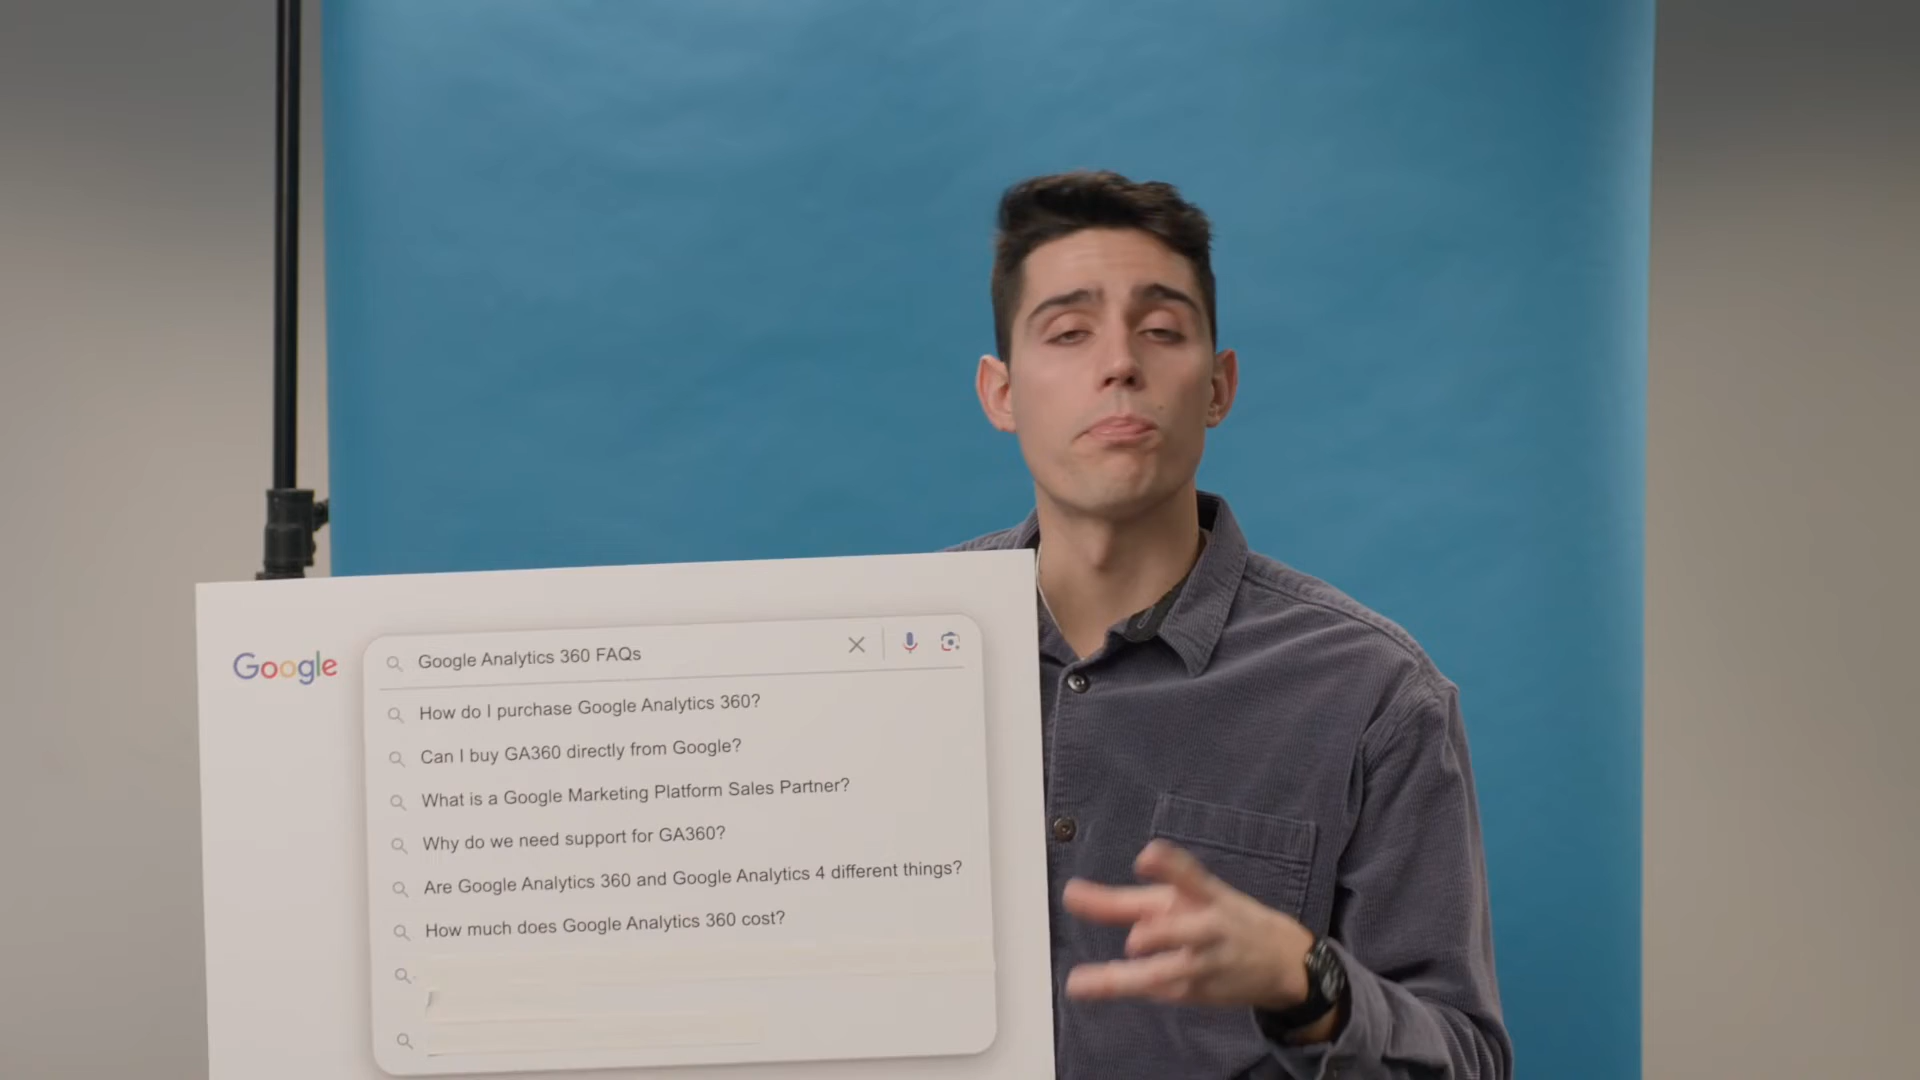 Google
Google Analytics 360 FAQs
How do I purchase Google Analytics 360?
Can I buy GA360 directly from Google?
What is a Google Marketing Platform Sales Partner?
Why do we need support for GA360?
Are Google Analytics 360 and Google Analytics 4 different things?
How much does Google Analytics 360 cost?